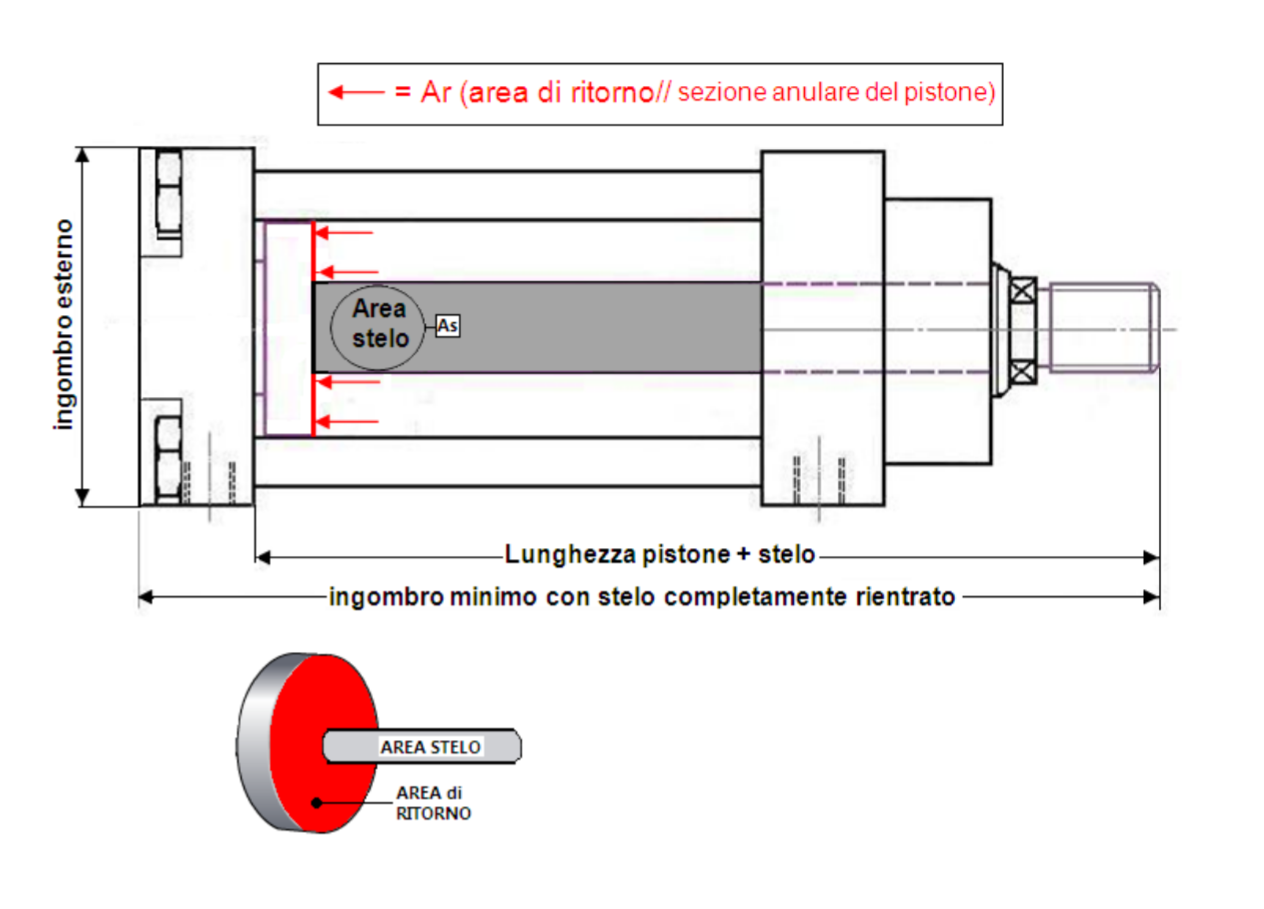 = Ar (area di ritorno// sezione anulare del pistone)
ingombro esterno
Area
stelo
As
Lunghezza pistone + stelo
ingombro minimo con stelo completamente rientrato
AREA STELO
AREA di
RITORNO